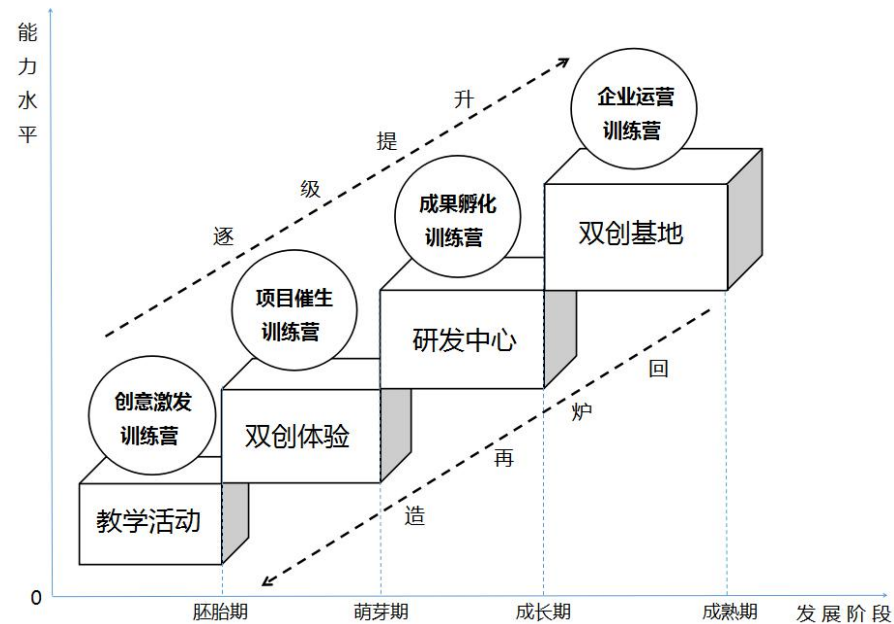 能力水平
逐级提升
企业运营
训练营
双创基地
成果孵化
训练营
研发中心
项目催生
训练营
双创体验
创意激发
训练营
教学活动
回炉再造
0
胚胎期
萌芽期
成长期
成熟期
发展阶段